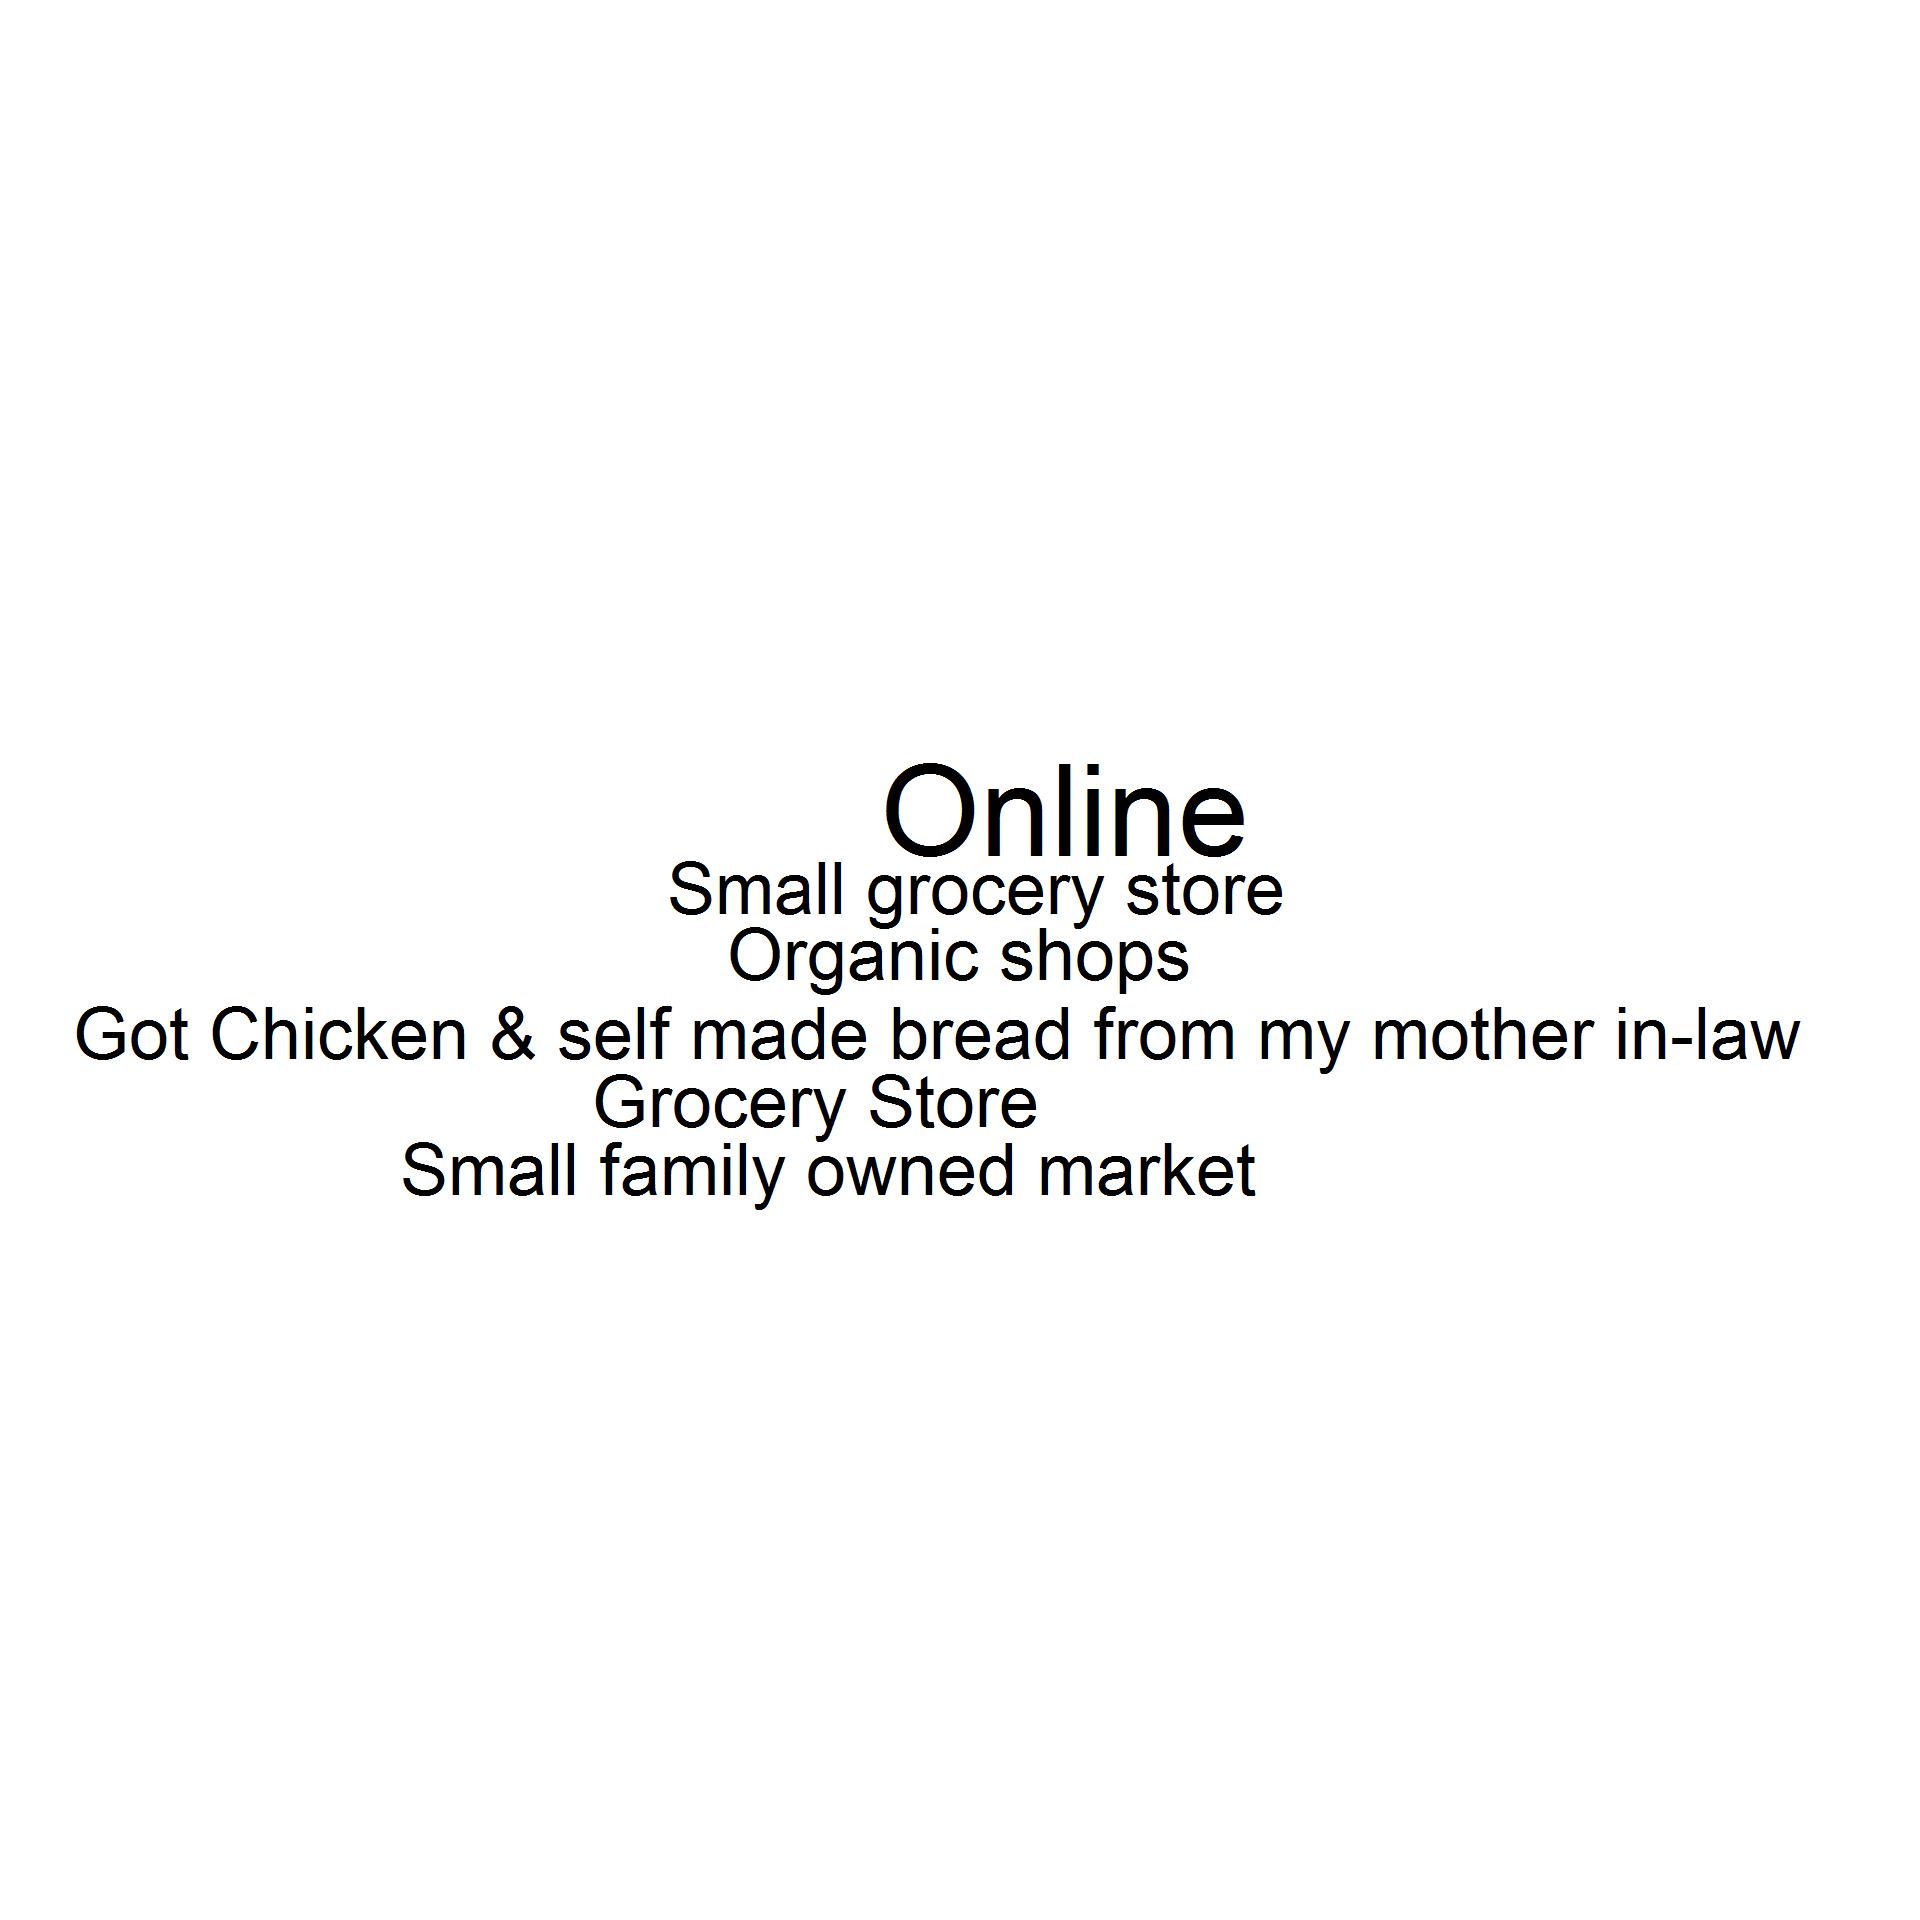 Online
Small grocery store
Organic shops
Got Chicken & self made bread from my mother in-law
Grocery Store
Small family owned market